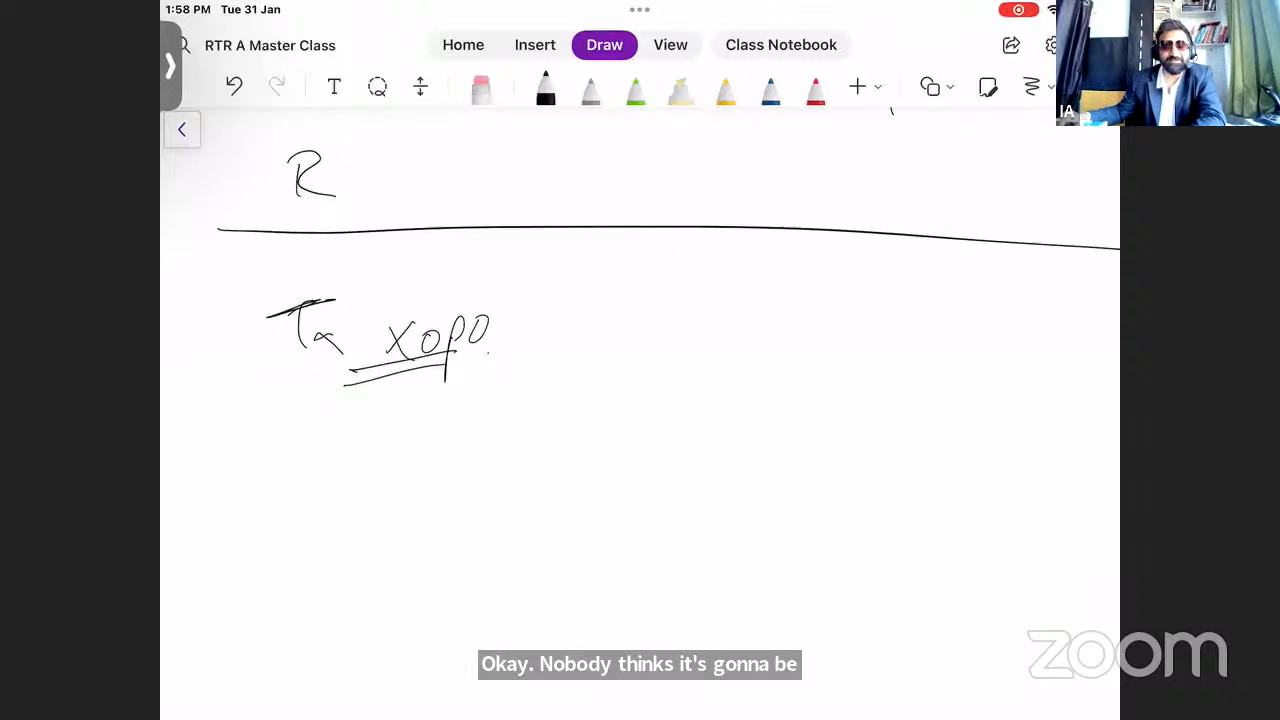 1:58 PM Tue 31 Jan
RTR A Master Class
Home Insert Draw View Class Notebook
T
IA
R
Tx XOPO
Okay. Nobody thinks it's gonna be
zoom